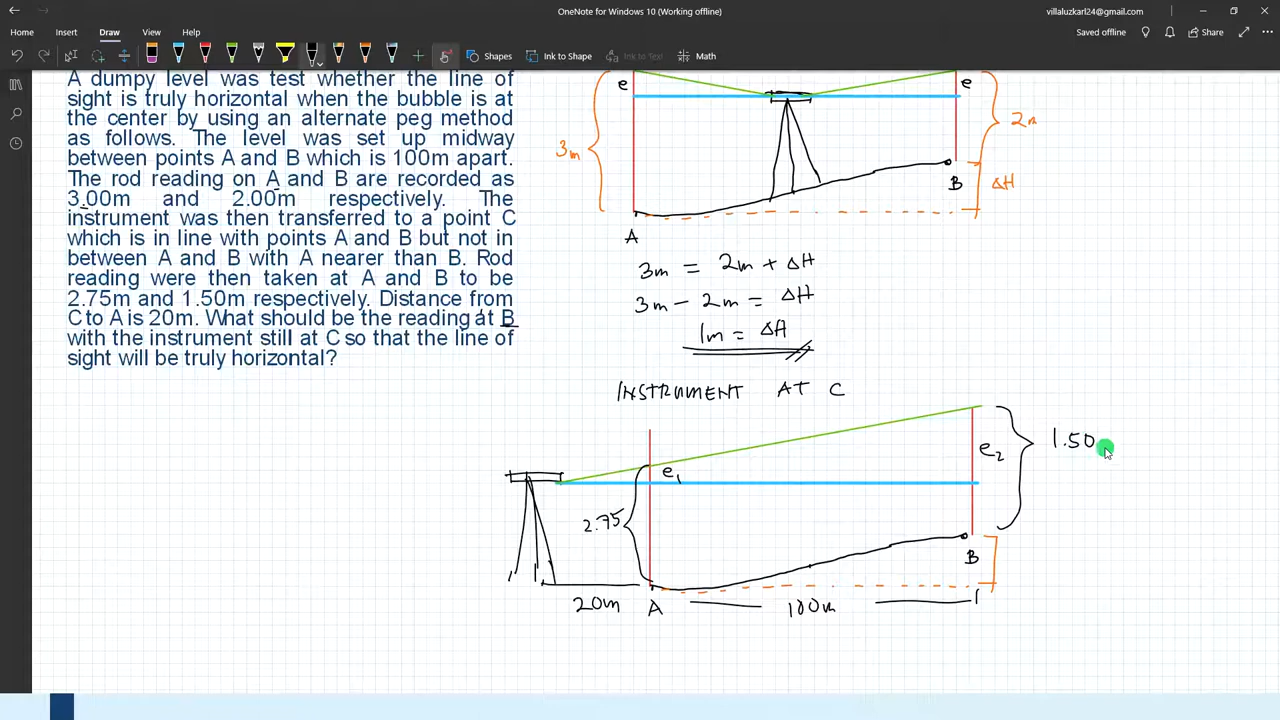 OneNote for Windows 10 (Working offline)
villaluzkarl24@gmail.com
Home
Insert
Draw
View
Help
Saved offline
Share
Shapes
Ink to Shape
Ink to Text
Math
A dumpy level was test whether the line of
sight is truly horizontal when the bubble is at
the center by using an alternate peg method
as follows. The level was set up midway
between points A and B which is 100m apart.
The rod reading on A and B are recorded as
3.00m and 2.00m respectively. The
instrument was then transferred to a point C
which is in line with points A and B but not in
between A and B with A nearer than B. Rod
reading were then taken at A and B to be
2.75m and 1.50m respectively. Distance from
C to A is 20m. What should be the reading at B
with the instrument still at C so that the line of
sight will be truly horizontal?
e
e
3m
2m
B
ΔH
A
3m = 2m + ΔH
3m - 2m = ΔH
1m = ΔH
INSTRUMENT AT C
e1
e2
1.50
2.75
B
20m
A
100m